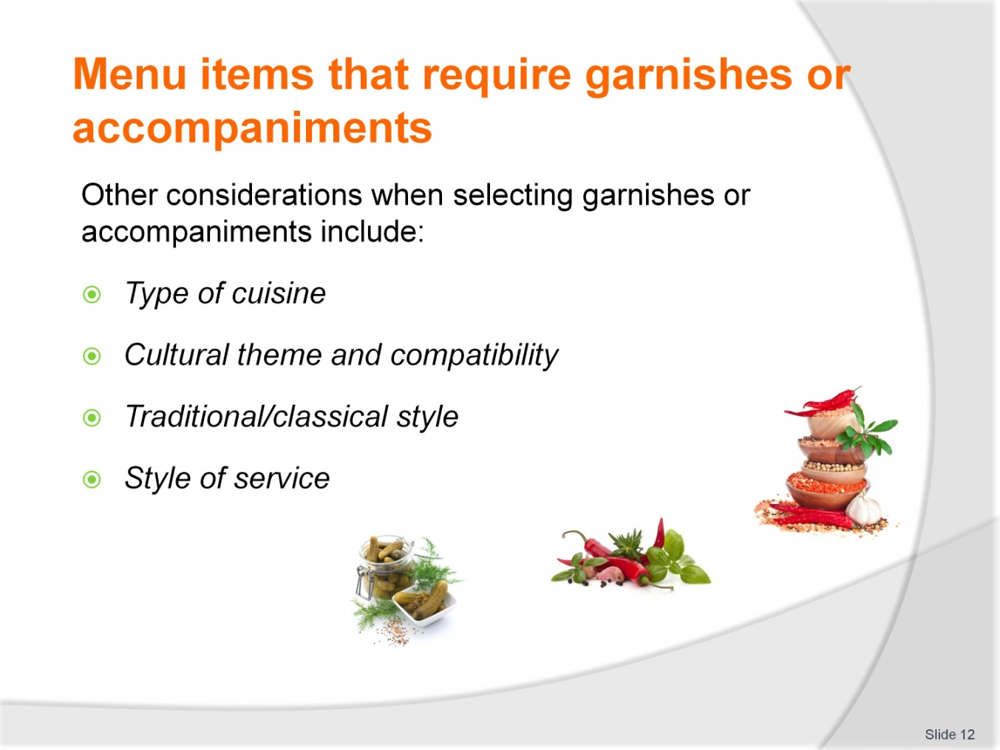 Menu items that require garnishes or
accompaniments
Other considerations when selecting garnishes or
accompaniments include:
Type of cuisine
Cultural theme and compatibility
Traditional/classical style
Style of service
Slide 12